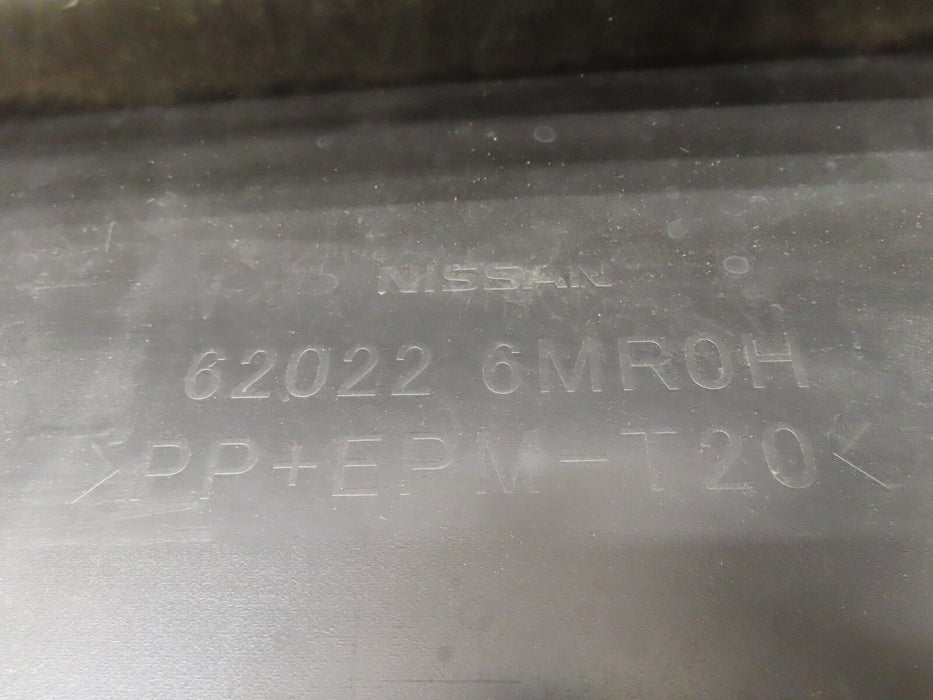 NISSAN
62022 6MR0H
>PP+EPM-T20<